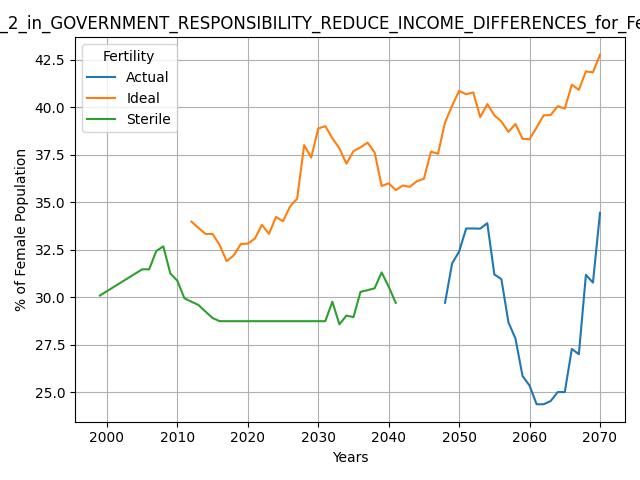 _2_in_GOVERNMENT_RESPONSIBILITY_REDUCE_INCOME_DIFFERENCES_for_Fe
Fertility
Actual
Ideal
Sterile
% of Female Population
42.5
40.0
37.5
35.0
32.5
30.0
27.5
25.0
2000 2010 2020 2030 2040 2050 2060 2070
Years